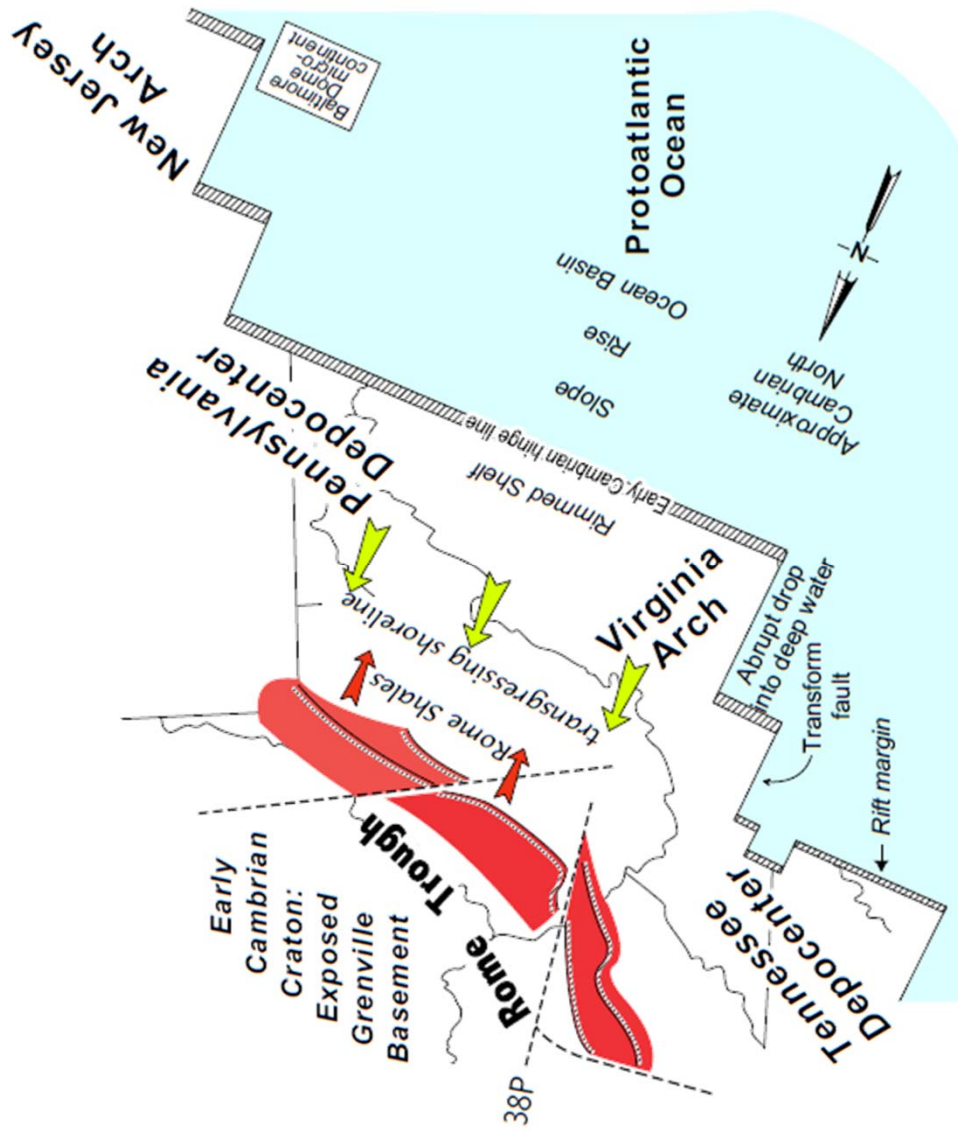 New Jersey
Arch
Baltimore
Dome
micro-
continent
Protoatlantic
Ocean
Ocean Basin
Rise
Slope
N
Approximate
Cambrian
North
Pennsylvania
Depocenter
Early Cambrian hinge line
Rimmed Shelf
transgressing shoreline
Rome Shales
Virginia
Arch
Abrupt drop
into deep water
Transform
fault
Rift margin
Early
Cambrian
Craton:
Exposed
Grenville
Basement
Rome Trough
38P
Tennessee
Depocenter